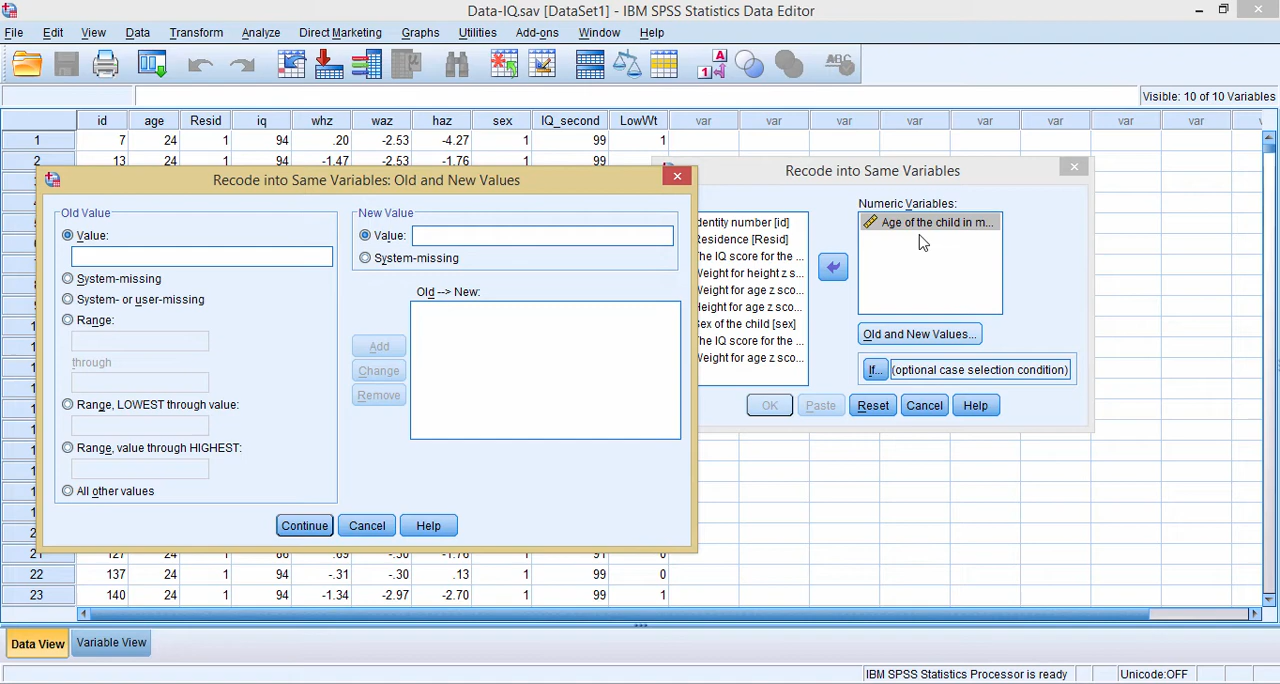 Data-IQ.sav [DataSet1] - IBM SPSS Statistics Data Editor
File Edit View Data Transform Analyze Direct Marketing Graphs Utilities Add-ons Window Help
Visible: 10 of 10 Variables
id age Resid iq whz waz haz sex IQ_second LowWt var var var var var var var var
1 7 24 1 94 .20 -2.53 -4.27 1 99 1
2 13 24 1 94 -1.47 -2.53 -1.76 1 99
Recode into Same Variables
Numeric Variables:
Identity number [id]
Residence [Resid]
The IQ score for the ...
Weight for height z s...
Weight for age z sco...
Height for age z sco...
Sex of the child [sex]
The IQ score for the ...
Weight for age z sco...
Age of the child in m...
Old and New Values...
If... (optional case selection condition)
OK Paste Reset Cancel Help
Recode into Same Variables: Old and New Values
Old Value
Value:
System-missing
System- or user-missing
Range:
through
Range, LOWEST through value:
Range, value through HIGHEST:
All other values
New Value
Value:
System-missing
Old --> New:
Add
Change
Remove
Continue Cancel Help
22 137 24 1 94 -.31 -.30 .13 1 99 0
23 140 24 1 94 -1.34 -2.97 -2.70 1 99 1
Data View Variable View
IBM SPSS Statistics Processor is ready Unicode:OFF